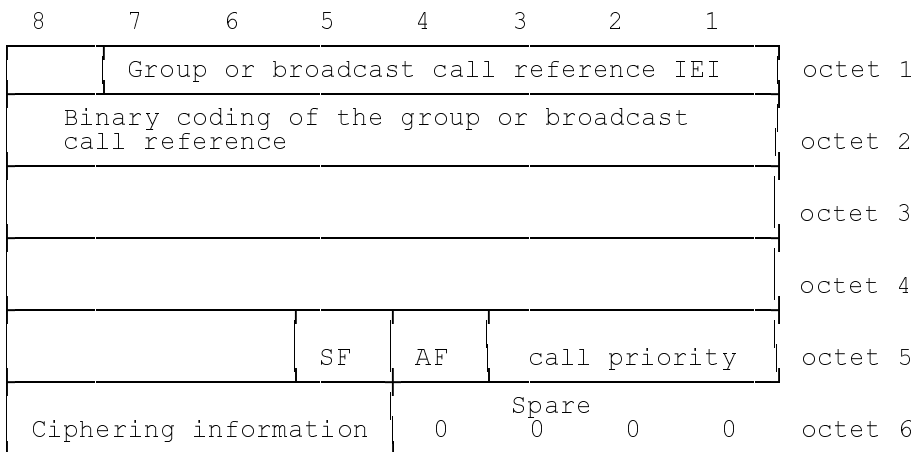 8 7 6 5 4 3 2 1
Group or broadcast call reference IEI octet 1
Binary coding of the group or broadcast
call reference octet 2
octet 3
octet 4
SF AF call priority octet 5
Spare
Ciphering information 0 0 0 0 octet 6